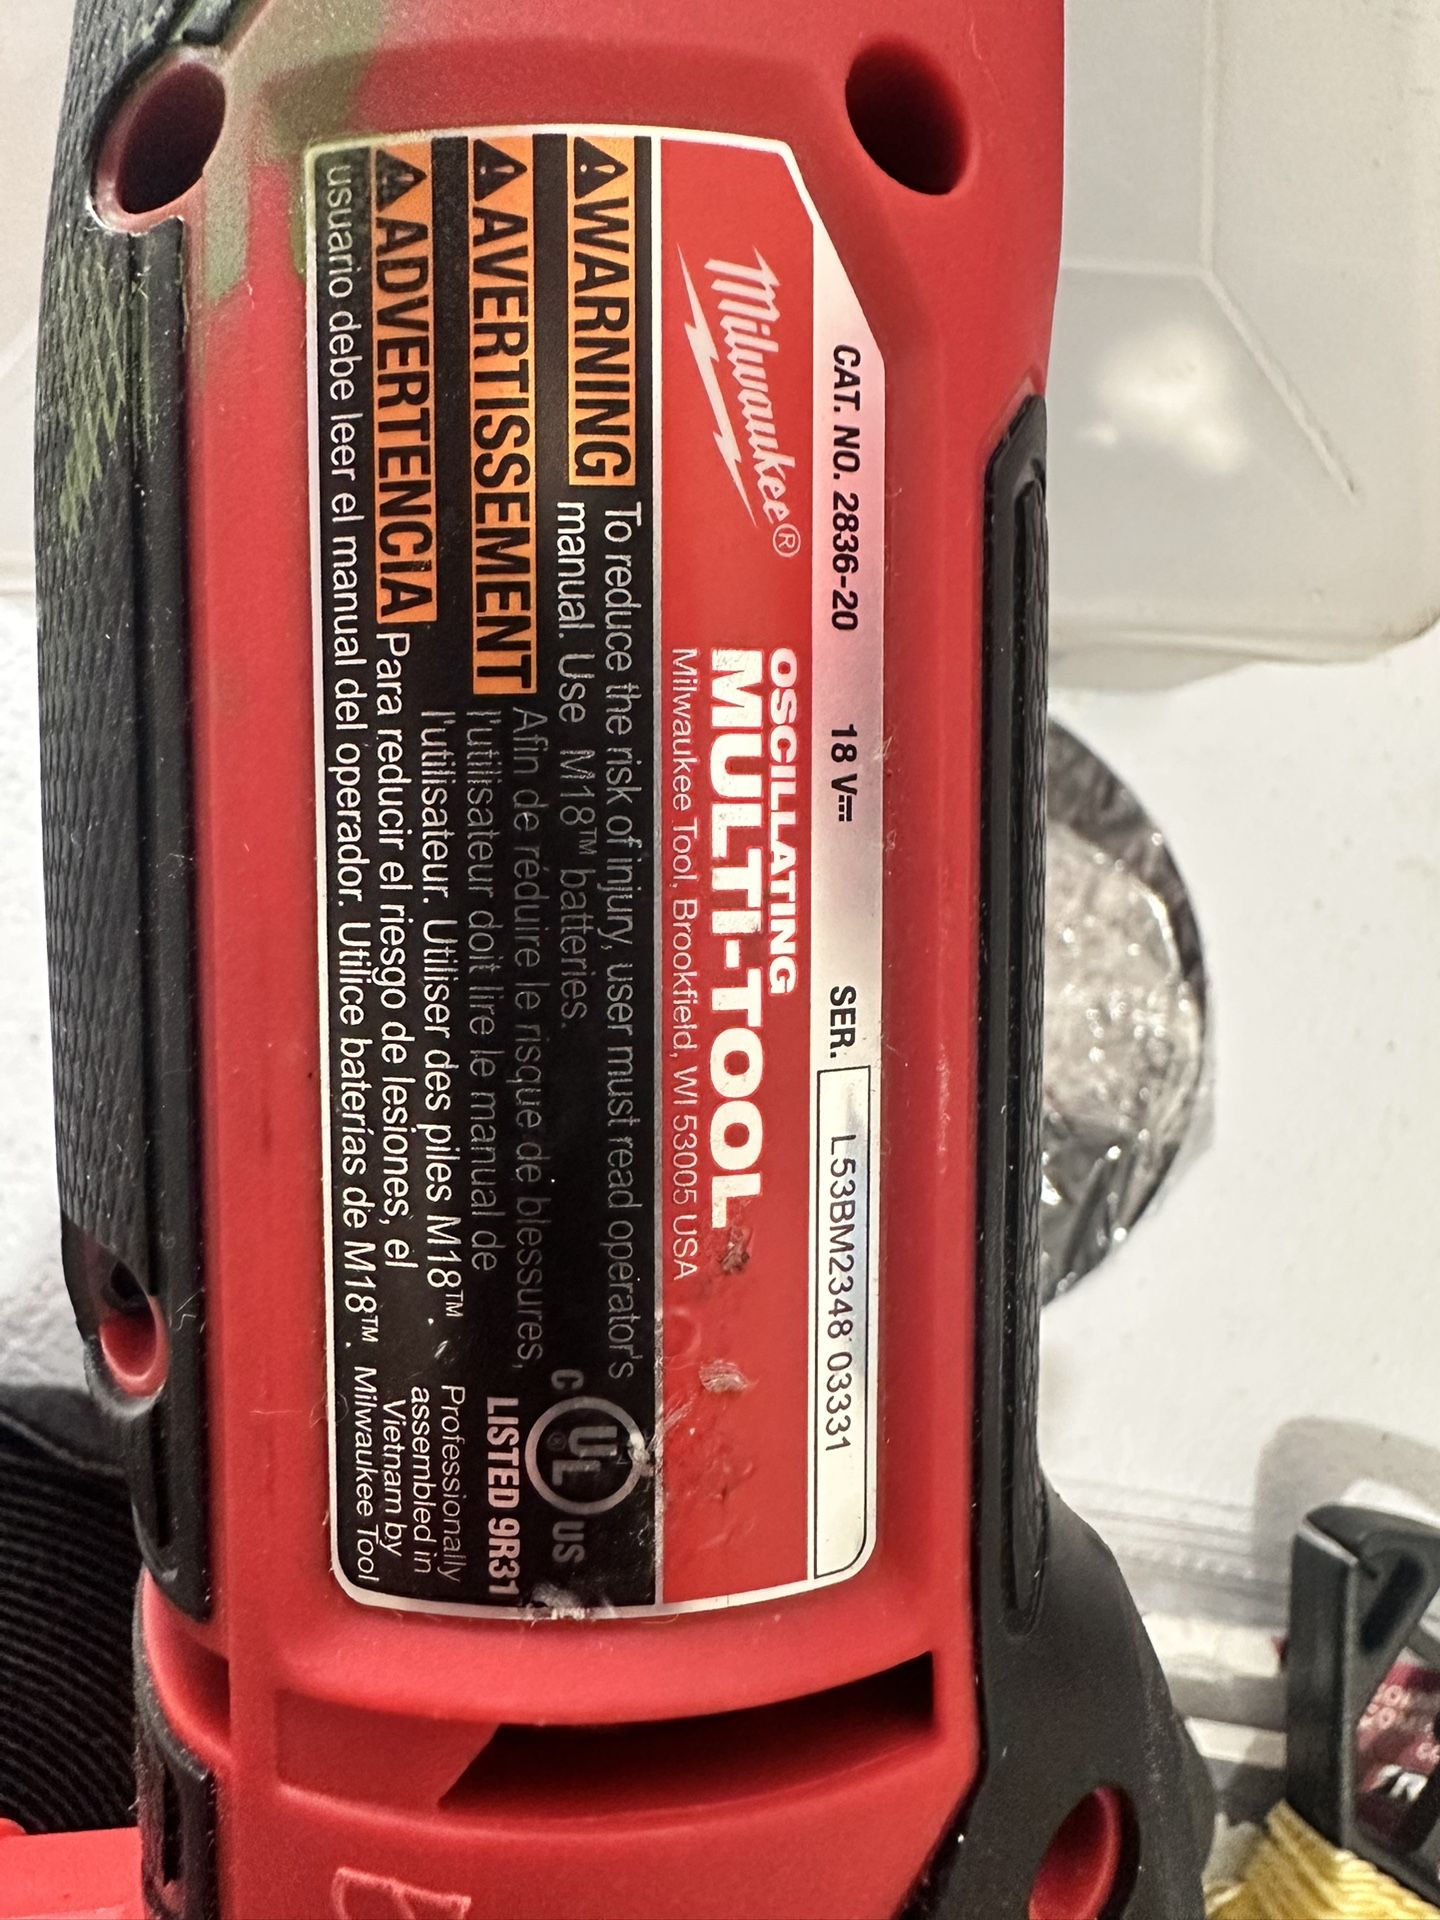 CAT. NO. 2836-20 18 V⎓ SER. L53BM2348 03331
Milwaukee®
OSCILLATING
MULTI-TOOL
Milwaukee Tool, Brookfield, WI 53005 USA
⚠WARNING To reduce the risk of injury, user must read operator's
manual. Use M18™ batteries.
⚠AVERTISSEMENT Afin de réduire le risque de blessures,
l'utilisateur doit lire le manual de
l'utilisateur. Utiliser des piles M18™.
⚠ADVERTENCIA Para reducir el riesgo de lesiones, el
usuario debe leer el manual del operador. Utilice baterías de M18™.
C UL® US
LISTED 9R31
Professionally
assembled in
Vietnam by
Milwaukee Tool